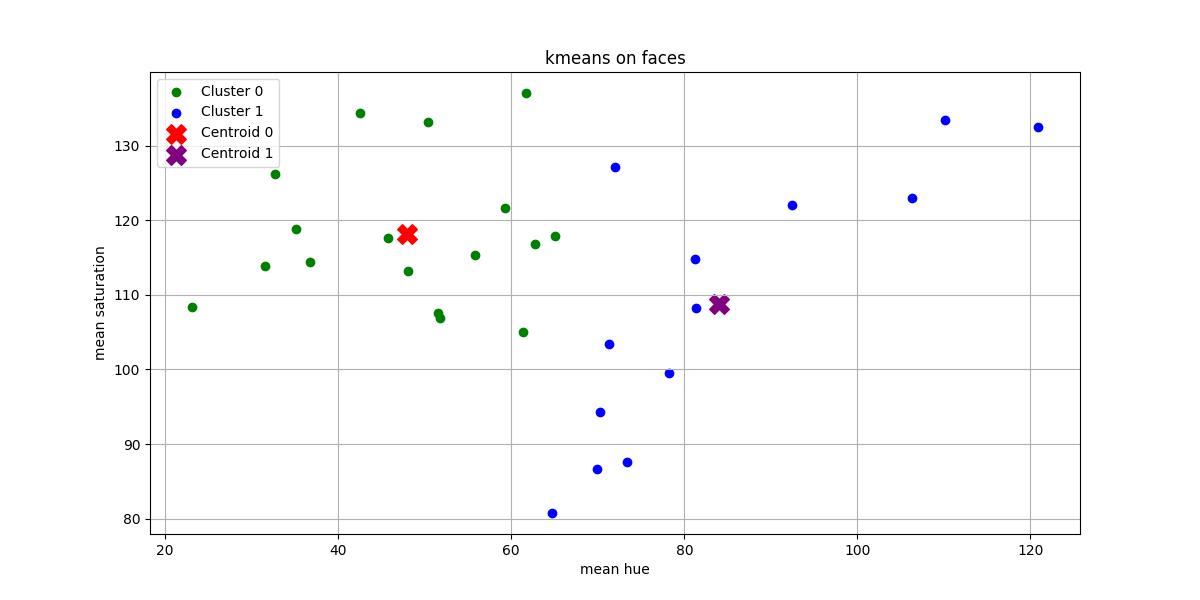 kmeans on faces
Cluster 0
Cluster 1
Centroid 0
Centroid 1
130
120
110
100
90
80
mean saturation
20 40 60 80 100 120
mean hue